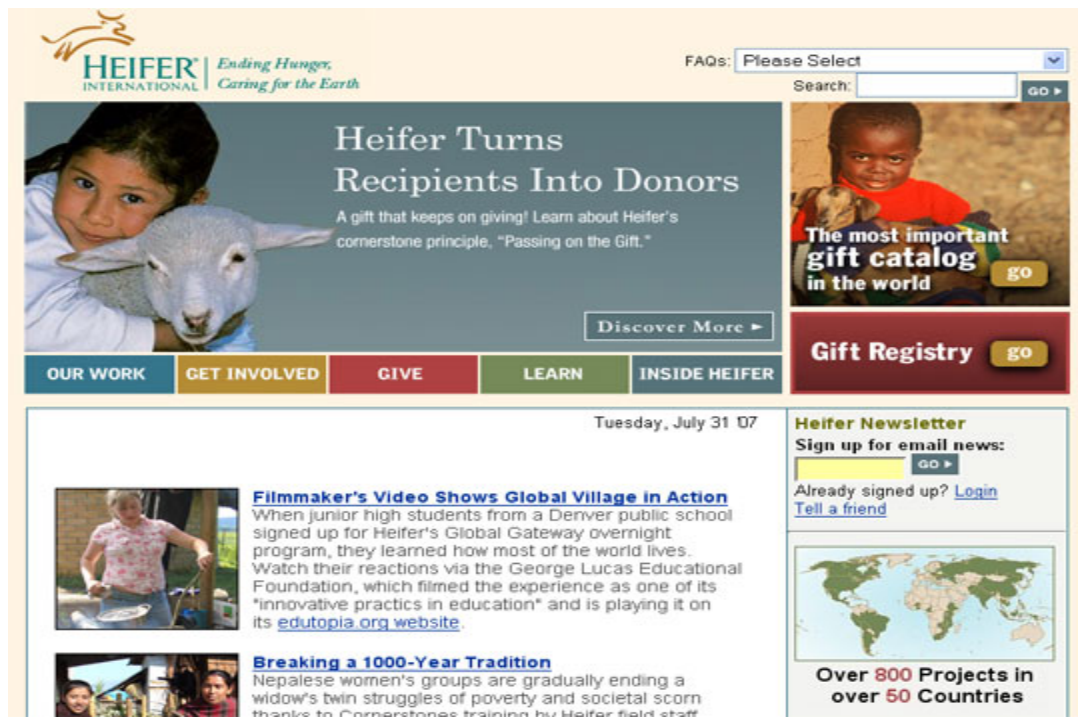 HEIFER®
INTERNATIONAL
Ending Hunger,
Caring for the Earth
FAQs: Please Select
Search:
GO
Heifer Turns
Recipients Into Donors
A gift that keeps on giving! Learn about Heifer's
cornerstone principle, "Passing on the Gift."
Discover More
The most important
gift catalog
in the world
go
Gift Registry go
OUR WORK GET INVOLVED GIVE LEARN INSIDE HEIFER
Tuesday, July 31 '07
Filmmaker's Video Shows Global Village in Action
When junior high students from a Denver public school
signed up for Heifer's Global Gateway overnight
program, they learned how most of the world lives.
Watch their reactions via the George Lucas Educational
Foundation, which filmed the experience as one of its
"innovative practics in education" and is playing it on
its edutopia.org website.
Breaking a 1000-Year Tradition
Nepalese women's groups are gradually ending a
widow's twin struggles of poverty and societal scorn
thanks to Cornerstones training by Heifer field staff
Heifer Newsletter
Sign up for email news:
GO
Already signed up? Login
Tell a friend
Over 800 Projects in
over 50 Countries